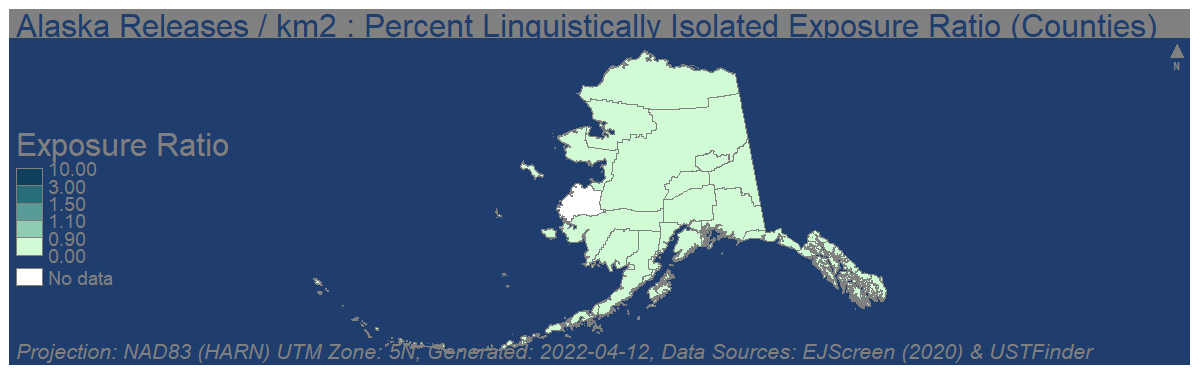 Alaska Releases / km2 : Percent Linguistically Isolated Exposure Ratio (Counties)
N
Exposure Ratio
10.00
3.00
1.50
1.10
0.90
0.00
No data
Projection: NAD83 (HARN) UTM Zone: 5N, Generated: 2022-04-12, Data Sources: EJScreen (2020) & USTFinder